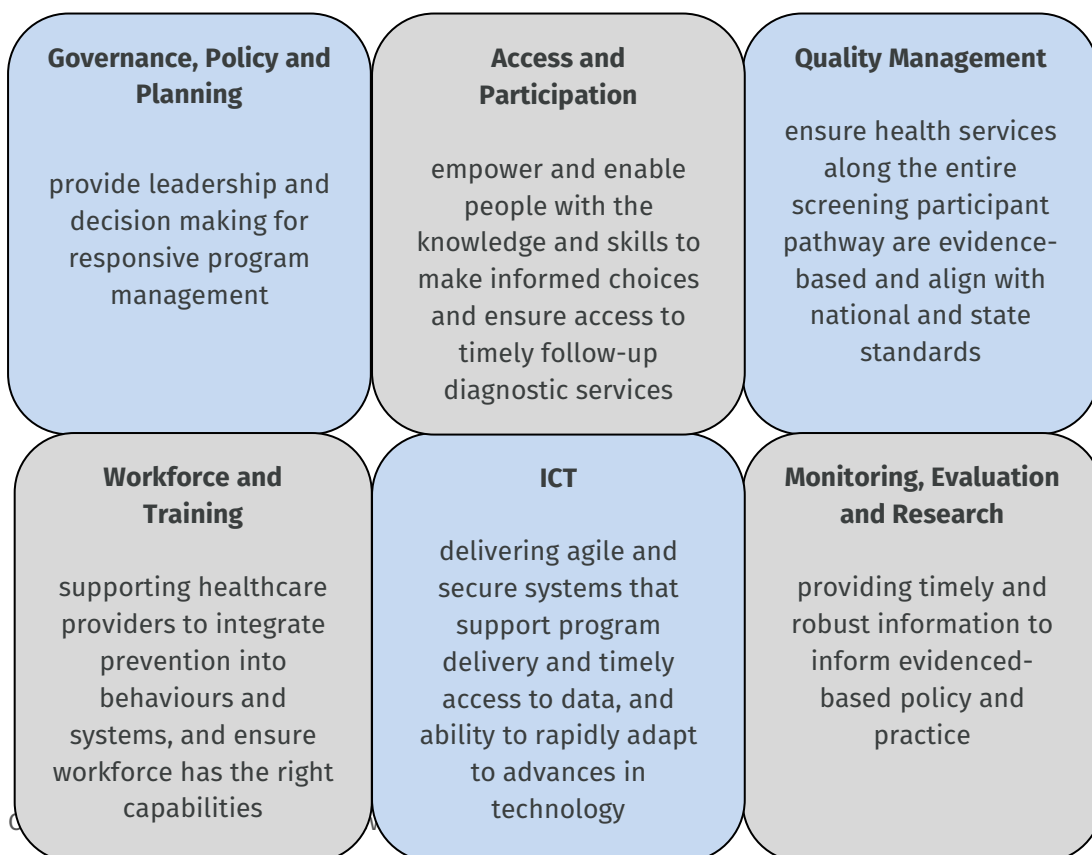 Governance, Policy and
Planning
provide leadership and
decision making for
responsive program
management
Access and
Participation
empower and enable
people with the
knowledge and skills to
make informed choices
and ensure access to
timely follow-up
diagnostic services
Quality Management
ensure health services
along the entire
screening participant
pathway are evidence-
based and align with
national and state
standards
Workforce and
Training
supporting healthcare
providers to integrate
prevention into
behaviours and
systems, and ensure
workforce has the right
capabilities
ICT
delivering agile and
secure systems that
support program
delivery and timely
access to data, and
ability to rapidly adapt
to advances in
technology
Monitoring, Evaluation
and Research
providing timely and
robust information to
inform evidenced-
based policy and
practice